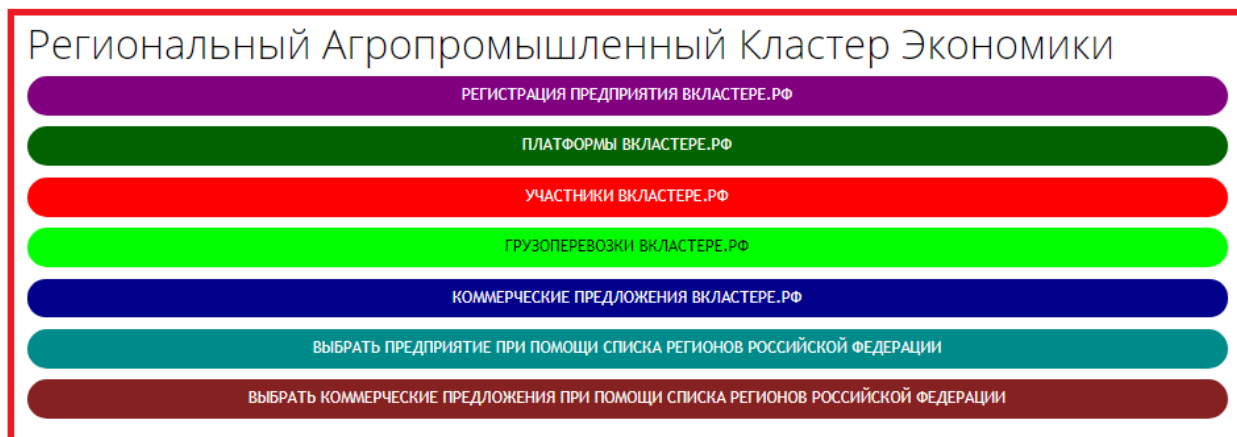 Региональный Агропромышленный Кластер Экономики
РЕГИСТРАЦИЯ ПРЕДПРИЯТИЯ ВКЛАСТЕРЕ.РФ
ПЛАТФОРМЫ ВКЛАСТЕРЕ.РФ
УЧАСТНИКИ ВКЛАСТЕРЕ.РФ
ГРУЗОПЕРЕВОЗКИ ВКЛАСТЕРЕ.РФ
КОММЕРЧЕСКИЕ ПРЕДЛОЖЕНИЯ ВКЛАСТЕРЕ.РФ
ВЫБРАТЬ ПРЕДПРИЯТИЕ ПРИ ПОМОЩИ СПИСКА РЕГИОНОВ РОССИЙСКОЙ ФЕДЕРАЦИИ
ВЫБРАТЬ КОММЕРЧЕСКИЕ ПРЕДЛОЖЕНИЯ ПРИ ПОМОЩИ СПИСКА РЕГИОНОВ РОССИЙСКОЙ ФЕДЕРАЦИИ